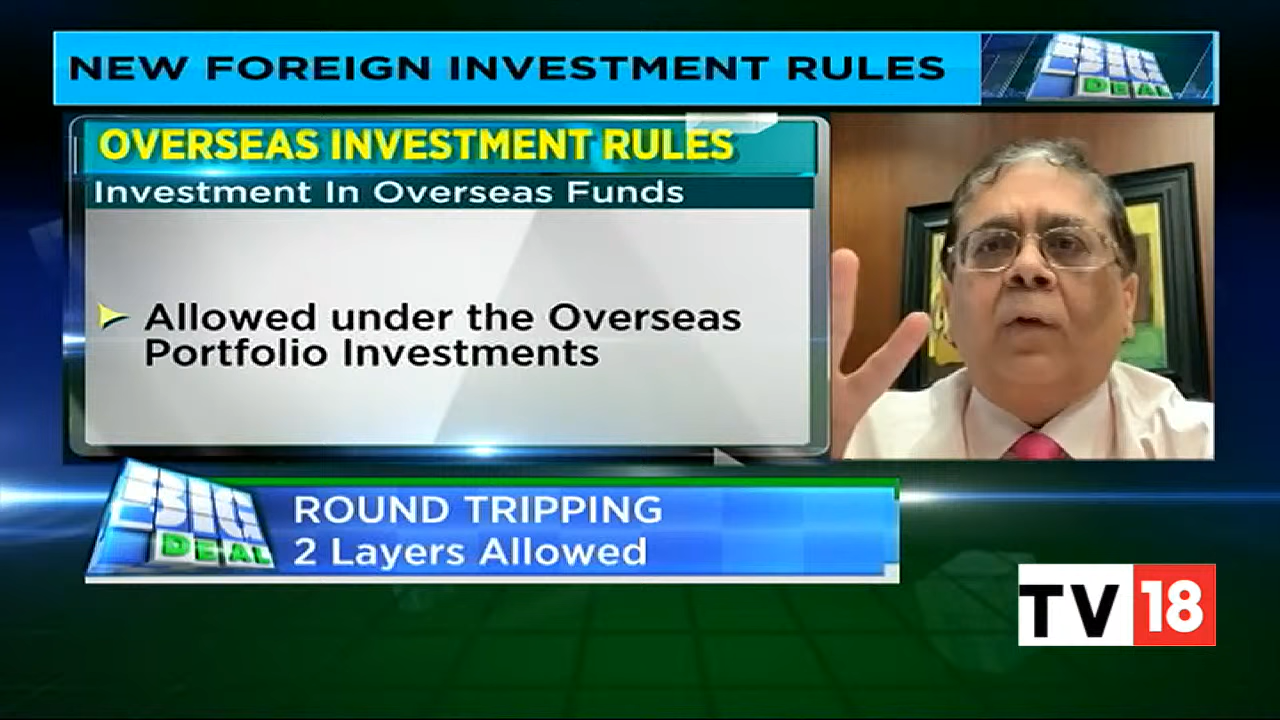 NEW FOREIGN INVESTMENT RULES
BIG
DEAL
OVERSEAS INVESTMENT RULES
Investment In Overseas Funds
Allowed under the Overseas
Portfolio Investments
BIG
DEAL
ROUND TRIPPING
2 Layers Allowed
TV18